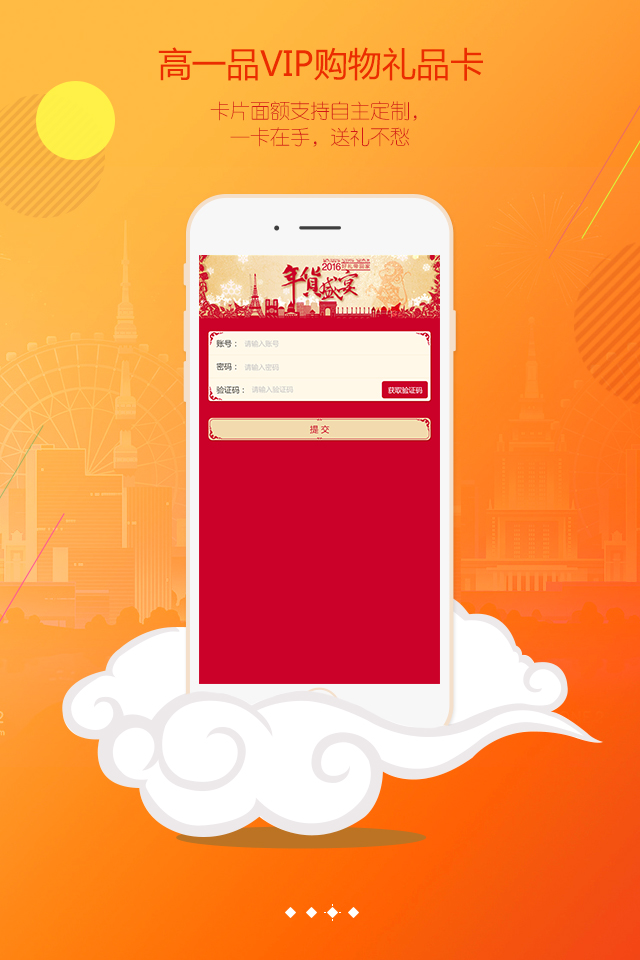 高一品VIP购物礼品卡
卡片面额支持自主定制，
一卡在手，送礼不愁
2016
年货盛宴
账号： 请输入账号
密码： 请输入密码
验证码： 请输入验证码 获取验证码
提 交